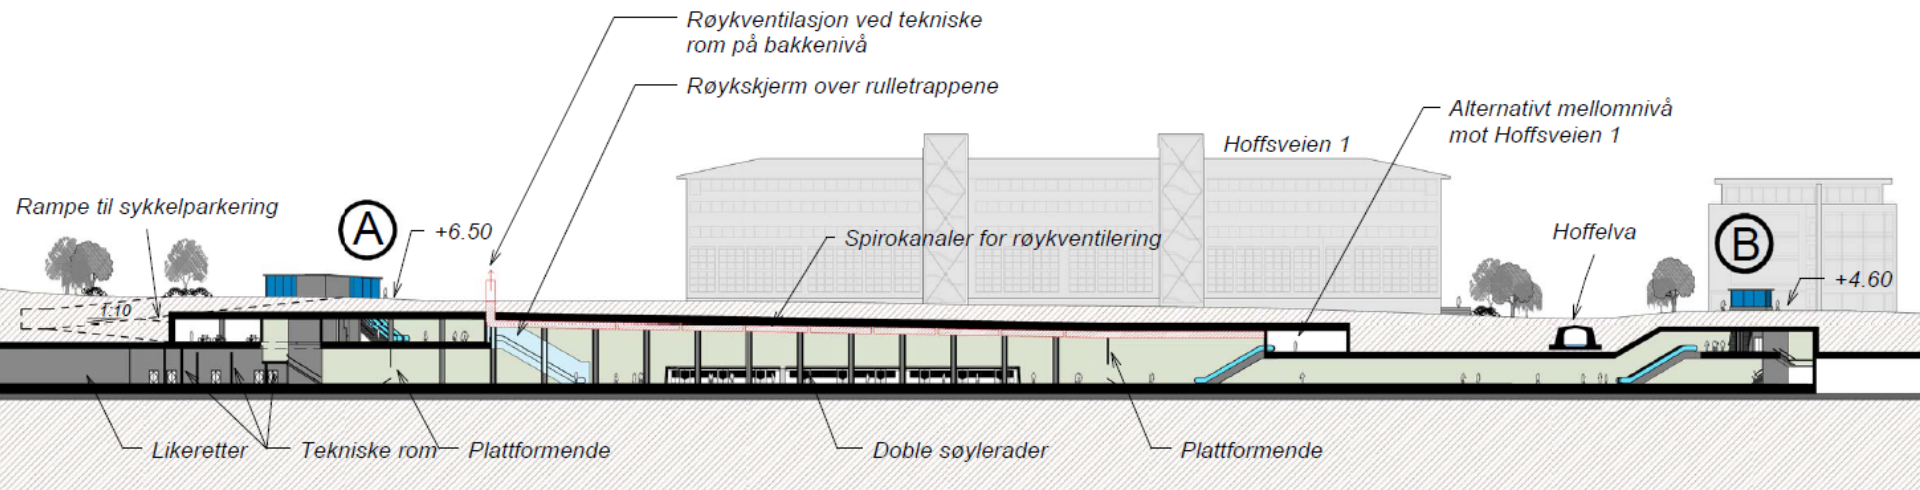 Røykventilasjon ved tekniske
rom på bakkenivå
Røykskjerm over rulletrappene
Alternativt mellomnivå
mot Hoffsveien 1
Hoffsveien 1
Rampe til sykkelparkering
A
+6.50
Spirokanaler for røykventilering
Hoffelva
B
+4.60
1:10
Likeretter
Tekniske rom
Plattformende
Doble søylerader
Plattformende